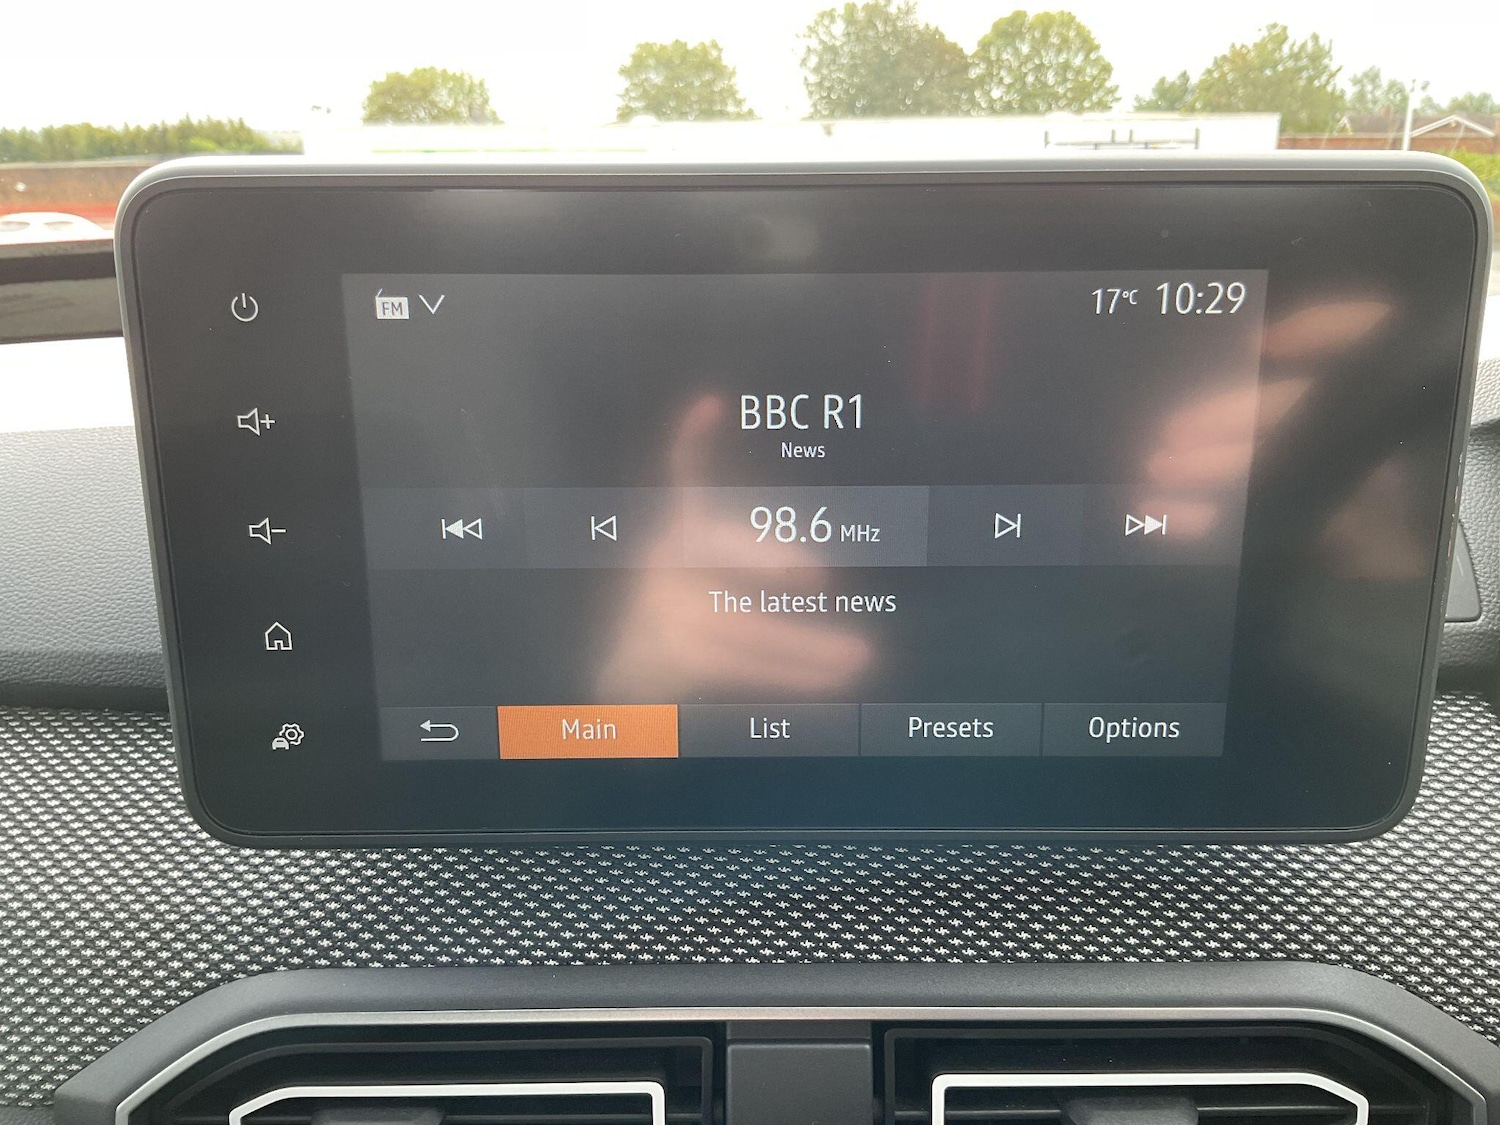 FM
17°C 10:29
BBC R1
News
98.6 MHz
The latest news
Main List Presets Options